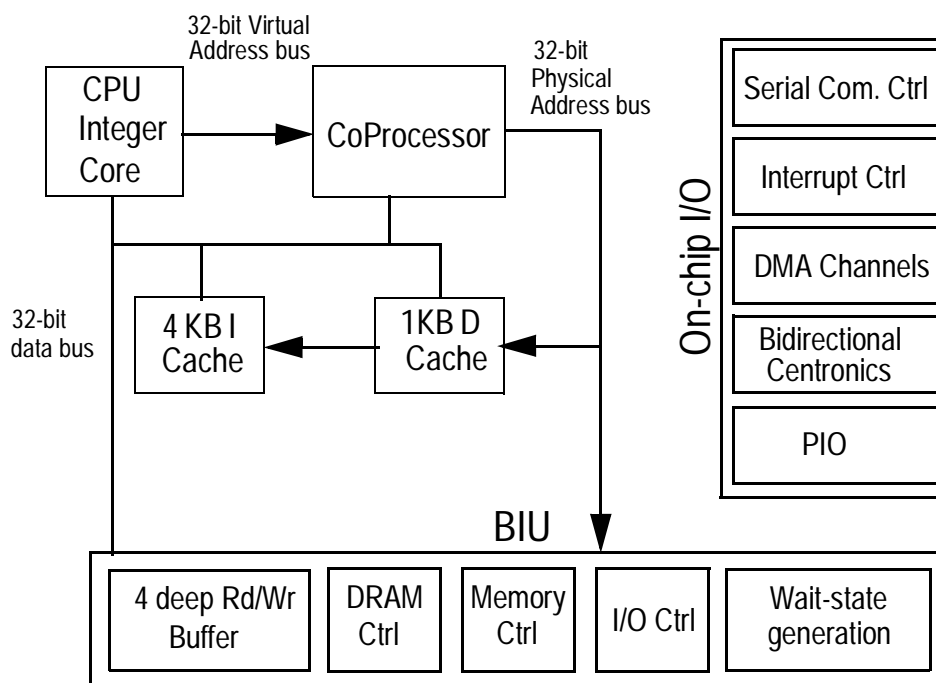 32-bit Virtual
Address bus
32-bit
Physical
Address bus
CPU
Integer
Core
CoProcessor
32-bit
data bus
4 KB I
Cache
1KB D
Cache
On-chip I/O
Serial Com. Ctrl
Interrupt Ctrl
DMA Channels
Bidirectional
Centronics
PIO
BIU
4 deep Rd/Wr
Buffer
DRAM
Ctrl
Memory
Ctrl
I/O Ctrl
Wait-state
generation